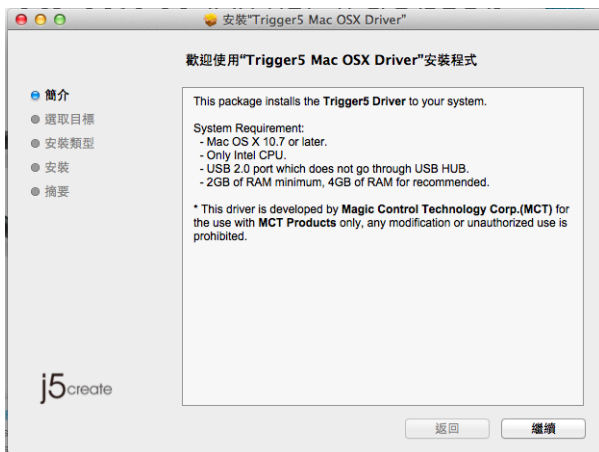 安裝“Trigger5 Mac OSX Driver”
歡迎使用“Trigger5 Mac OSX Driver”安裝程式
簡介
選取目標
安裝類型
安裝
摘要
This package installs the Trigger5 Driver to your system.
System Requirement:
- Mac OS X 10.7 or later.
- Only Intel CPU.
- USB 2.0 port which does not go through USB HUB.
- 2GB of RAM minimum, 4GB of RAM for recommended.
* This driver is developed by Magic Control Technology Corp.(MCT) for
the use with MCT Products only, any modification or unauthorized use is
prohibited.
j5create
返回
繼續